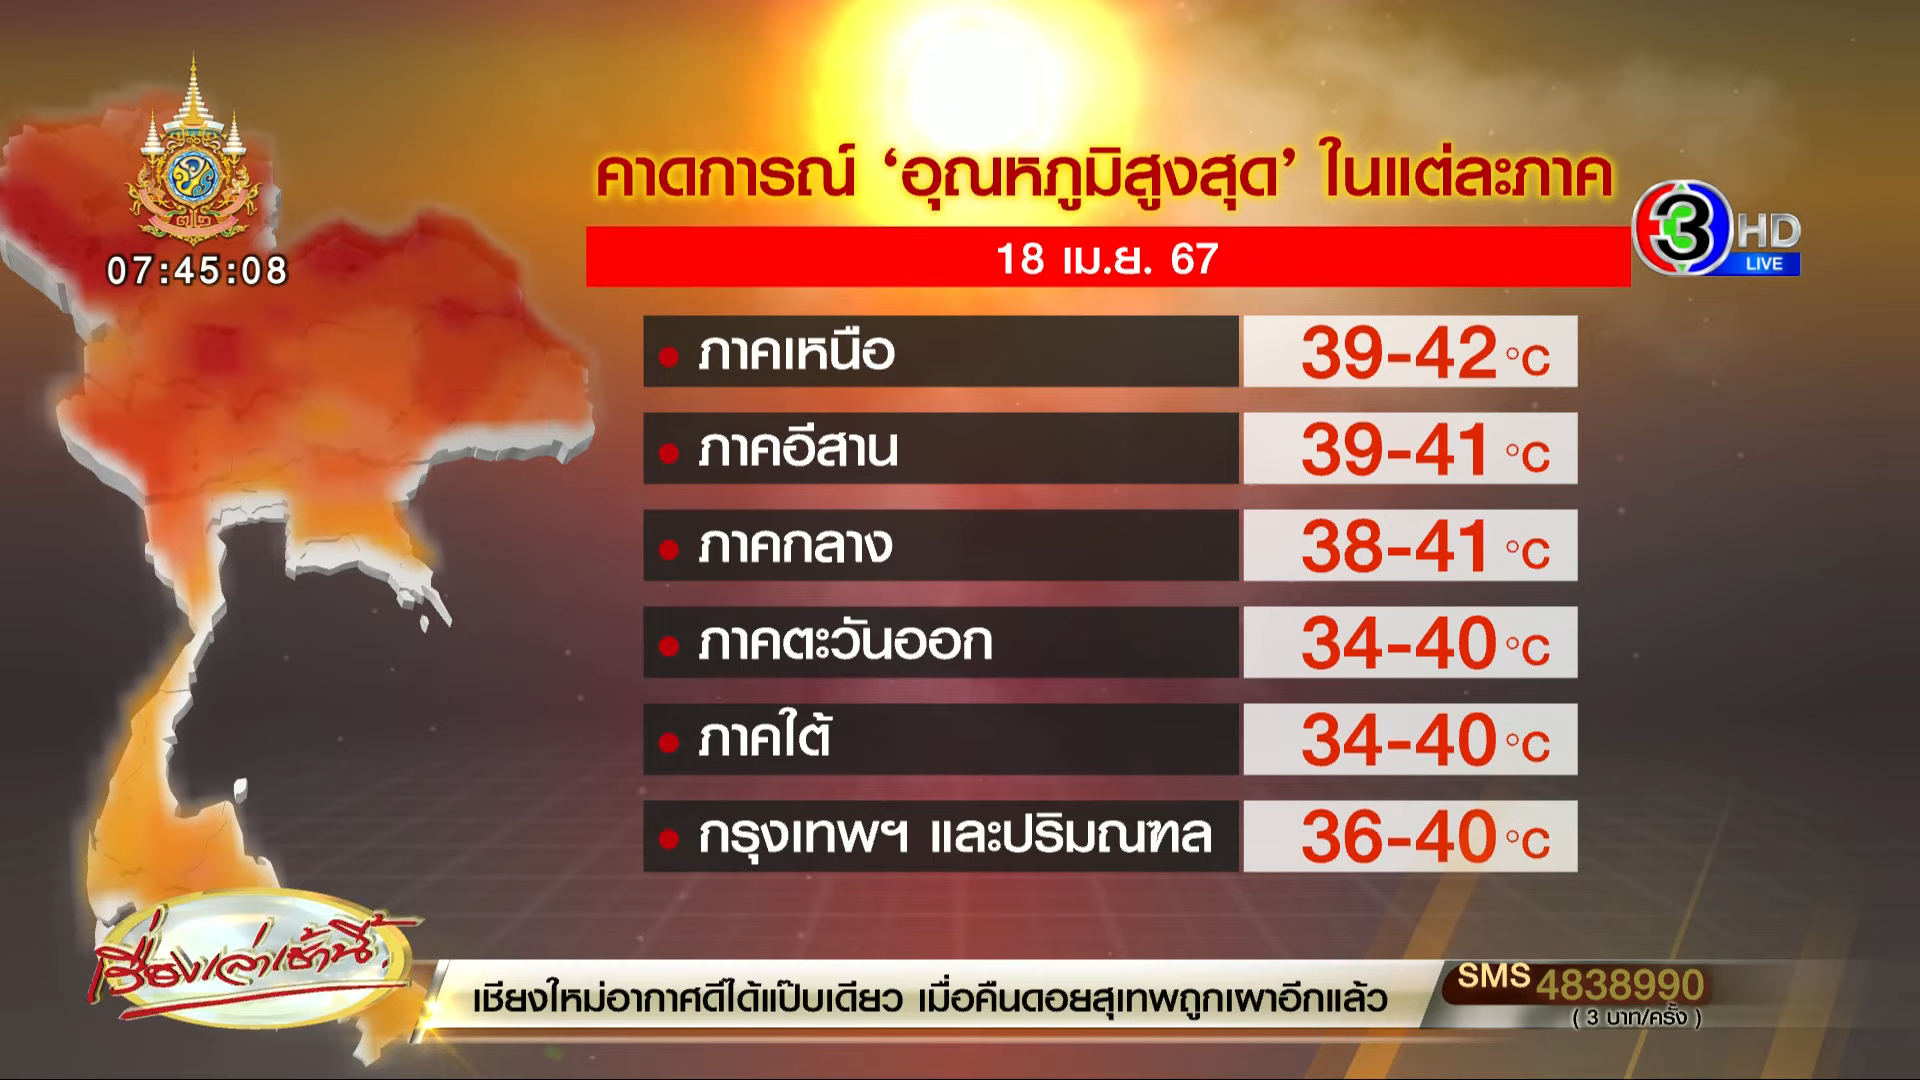 07:45:08
คาดการณ์ ‘อุณหภูมิสูงสุด’ ในแต่ละภาค
3 HD
LIVE
18 เม.ย. 67
ภาคเหนือ 39-42 °C
ภาคอีสาน 39-41 °C
ภาคกลาง 38-41 °C
ภาคตะวันออก 34-40 °C
ภาคใต้ 34-40 °C
กรุงเทพฯ และปริมณฑล 36-40 °C
เรื่องเล่าเช้านี้
เชียงใหม่อากาศดีได้แป๊บเดียว เมื่อคืนดอยสุเทพถูกเผาอีกแล้ว
SMS 4838990
( 3 บาท/ครั้ง )